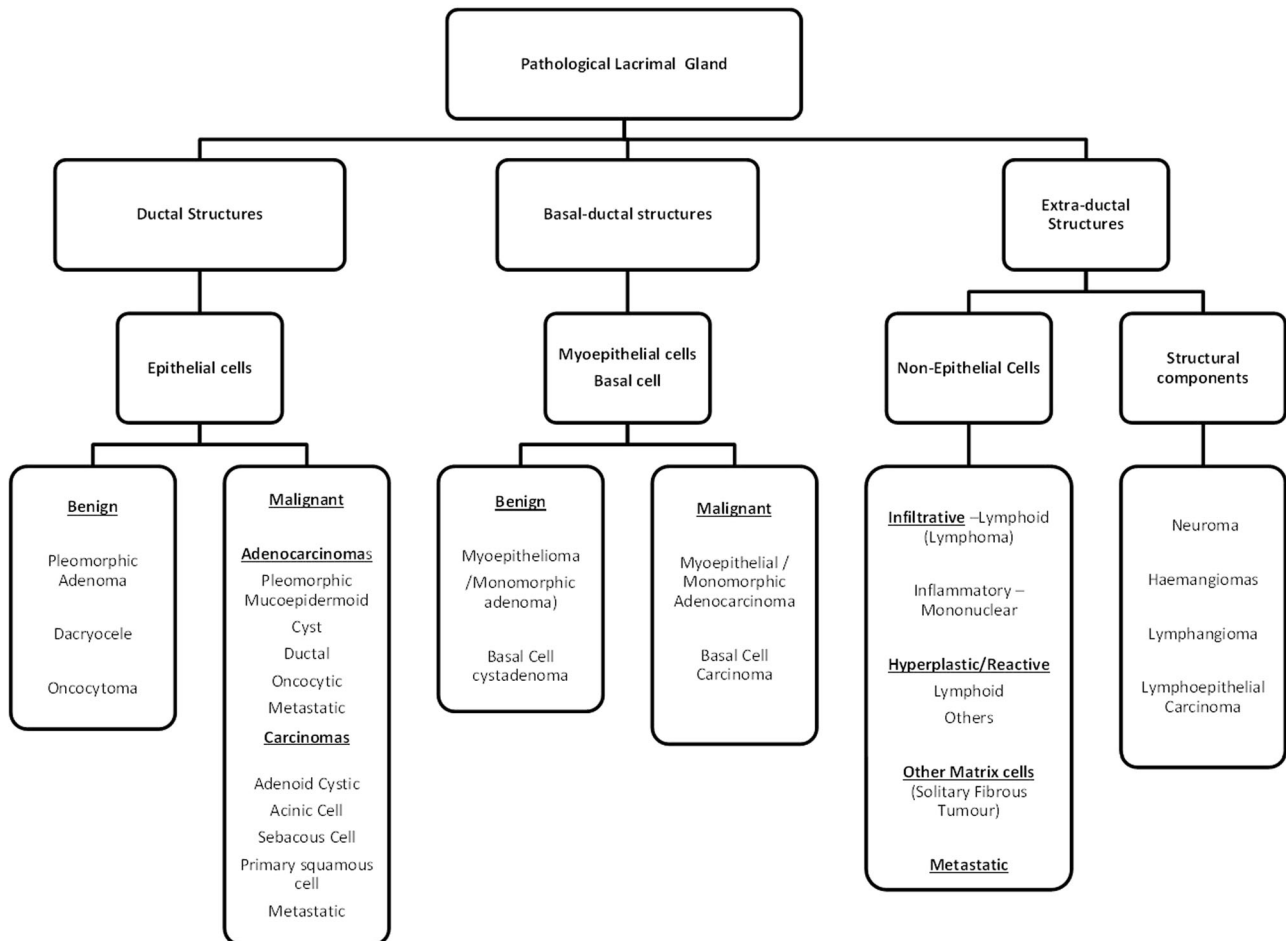 Pathological Lacrimal Gland
Ductal Structures
Basal-ductal structures
Extra-ductal
Structures
Epithelial cells
Myoepithelial cells
Basal cell
Non-Epithelial Cells
Structural
components
Benign
Pleomorphic
Adenoma
Dacryocele
Oncocytoma
Malignant
Adenocarcinomas
Pleomorphic
Mucoepidermoid
Cyst
Ductal
Oncocytic
Metastatic
Carcinomas
Adenoid Cystic
Acinic Cell
Sebacous Cell
Primary squamous
cell
Metastatic
Benign
Myoepithelioma
/Monomorphic
adenoma)
Basal Cell
cystadenoma
Malignant
Myoepithelial /
Monomorphic
Adenocarcinoma
Basal Cell
Carcinoma
Infiltrative –Lymphoid
(Lymphoma)
Inflammatory –
Mononuclear
Hyperplastic/Reactive
Lymphoid
Others
Other Matrix cells
(Solitary Fibrous
Tumour)
Metastatic
Neuroma
Haemangiomas
Lymphangioma
Lymphoepithelial
Carcinoma